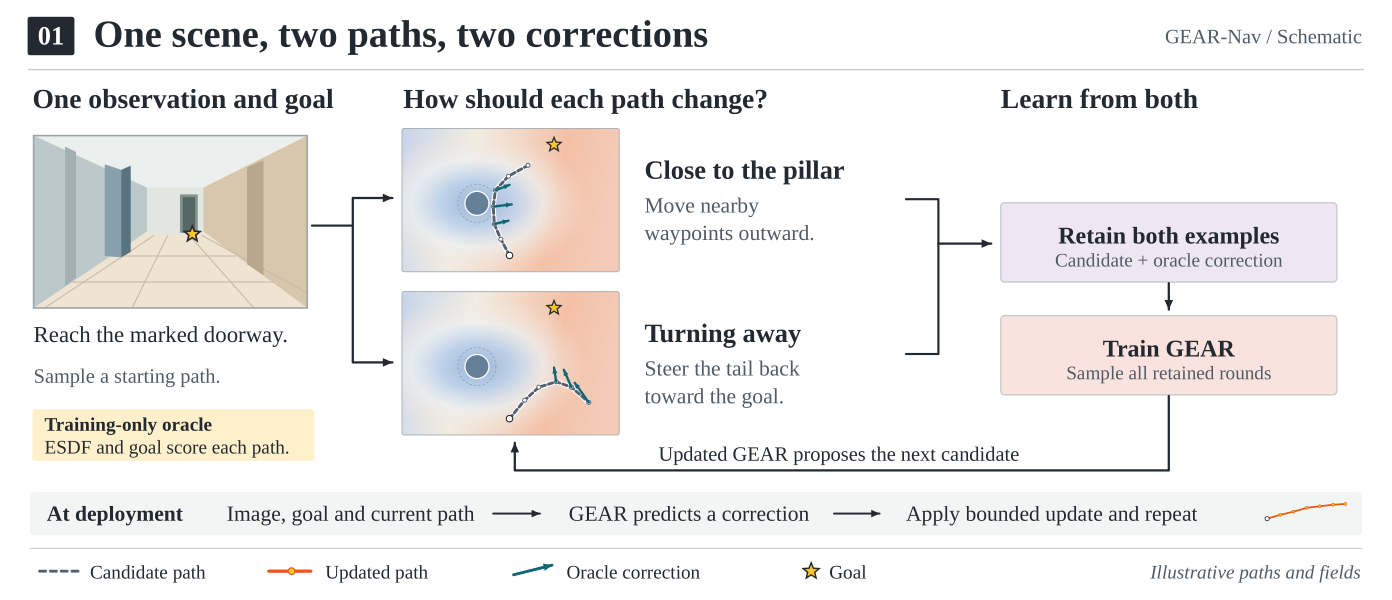 01 One scene, two paths, two corrections
GEAR-Nav / Schematic
One observation and goal
How should each path change?
Learn from both
Reach the marked doorway.
Sample a starting path.
Training-only oracle
ESDF and goal score each path.
Close to the pillar
Move nearby
waypoints outward.
Turning away
Steer the tail back
toward the goal.
Retain both examples
Candidate + oracle correction
Train GEAR
Sample all retained rounds
Updated GEAR proposes the next candidate
At deployment
Image, goal and current path
GEAR predicts a correction
Apply bounded update and repeat
Candidate path
Updated path
Oracle correction
Goal
Illustrative paths and fields